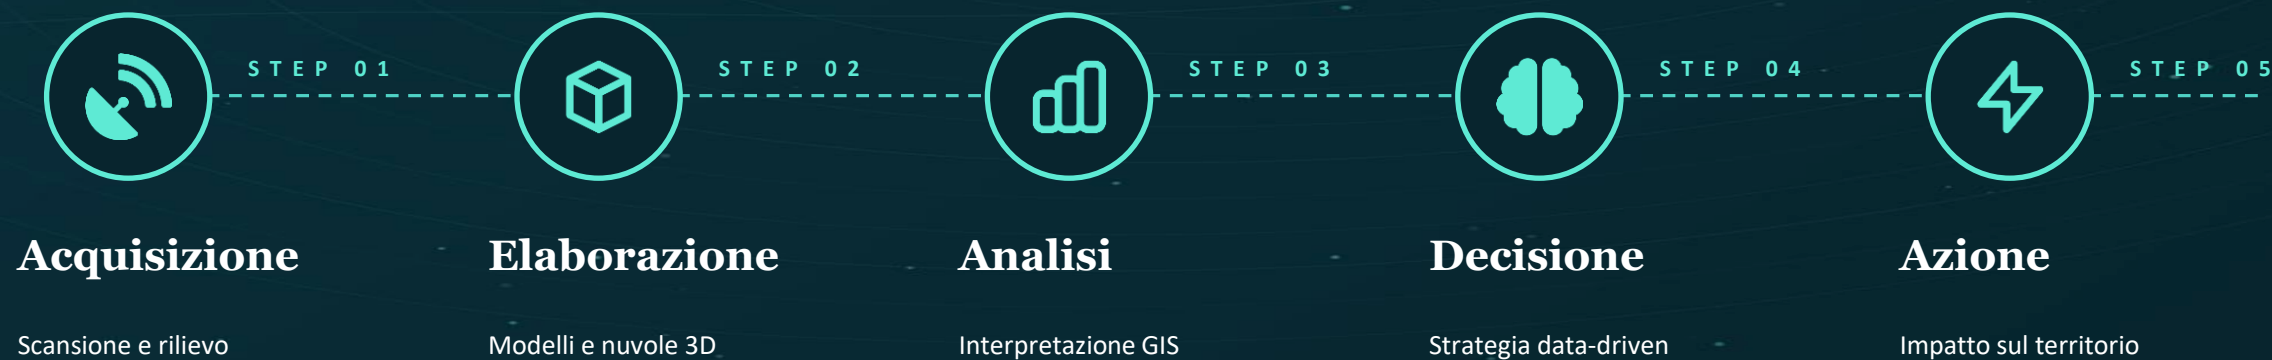 STEP 01
STEP 02
STEP 03
STEP 04
STEP 05
Acquisizione
Elaborazione
Analisi
Decisione
Azione
Scansione e rilievo
Modelli e nuvole 3D
Interpretazione GIS
Strategia data-driven
Impatto sul territorio